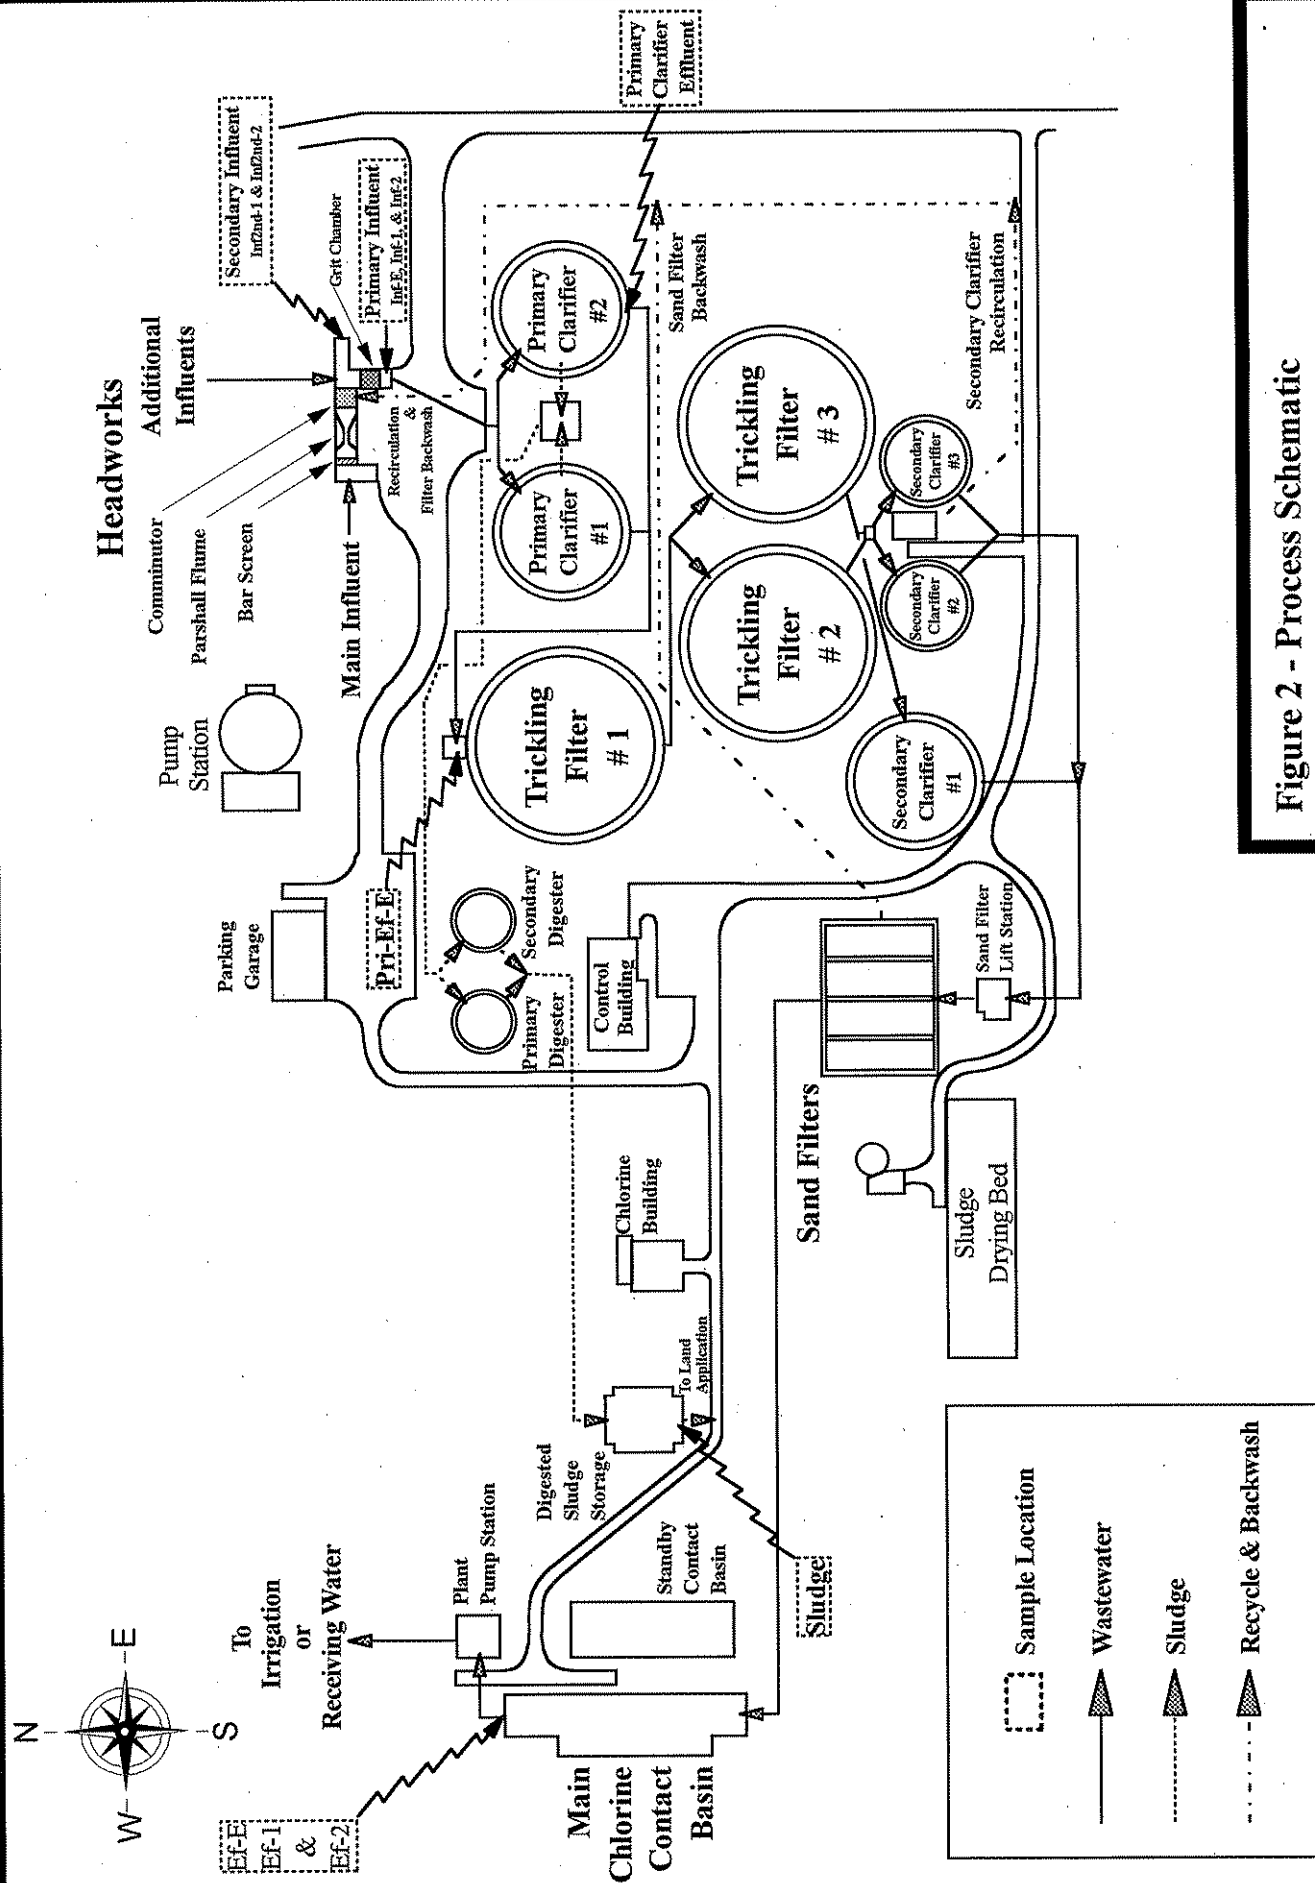 N
W
E
S
Headworks
Comminutor
Parshall Flume
Bar Screen
Additional
Influents
Secondary Influent
Inf2nd-1 & Inf2nd-2
Grit Chamber
Primary Influent
Inf-E, Inf-1, & Inf-2
Primary
Clarifier
Effluent
Pump
Station
Main Influent
Recirculation
&
Filter Backwash
Parking
Garage
Pri-Ef-E
Primary
Clarifier
#1
Primary
Clarifier
#2
Sand Filter
Backwash
Trickling
Filter
# 1
Trickling
Filter
# 2
Trickling
Filter
# 3
Secondary
Digester
Primary
Digester
Control
Building
Secondary
Clarifier
#1
Secondary
Clarifier
#2
Secondary
Clarifier
#3
Secondary Clarifier
Recirculation
Sand Filter
Lift Station
Sand Filters
Sludge
Drying Bed
Chlorine
Building
To Land
Application
Digested
Sludge
Storage
To
Irrigation
or
Receiving Water
Plant
Pump Station
Standby
Contact
Basin
Sludge
Ef-E
Ef-1
&
Ef-2
Main
Chlorine
Contact
Basin
Sample Location
Wastewater
Sludge
Recycle & Backwash
Figure 2 - Process Schematic